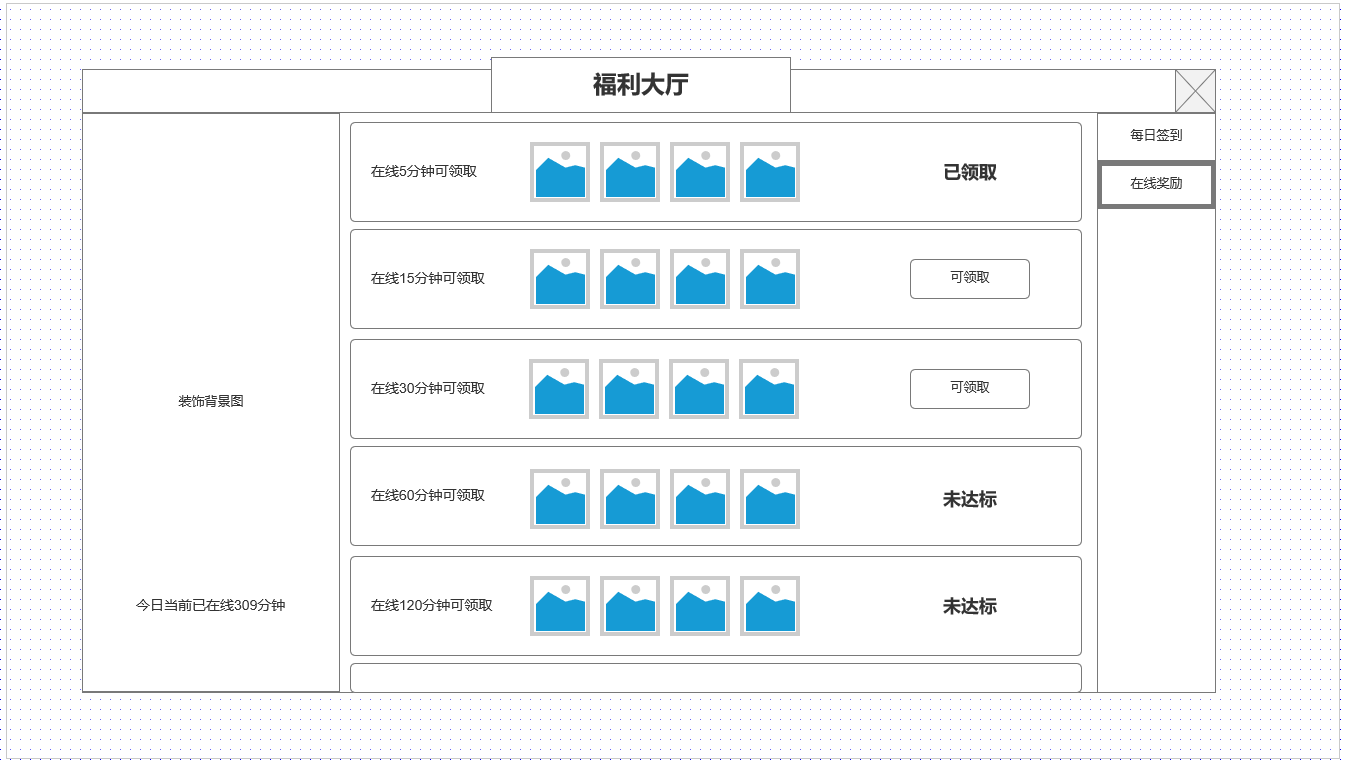 福利大厅
每日签到
在线奖励
在线5分钟可领取
已领取
在线15分钟可领取
可领取
在线30分钟可领取
可领取
装饰背景图
在线60分钟可领取
未达标
今日当前已在线309分钟
在线120分钟可领取
未达标